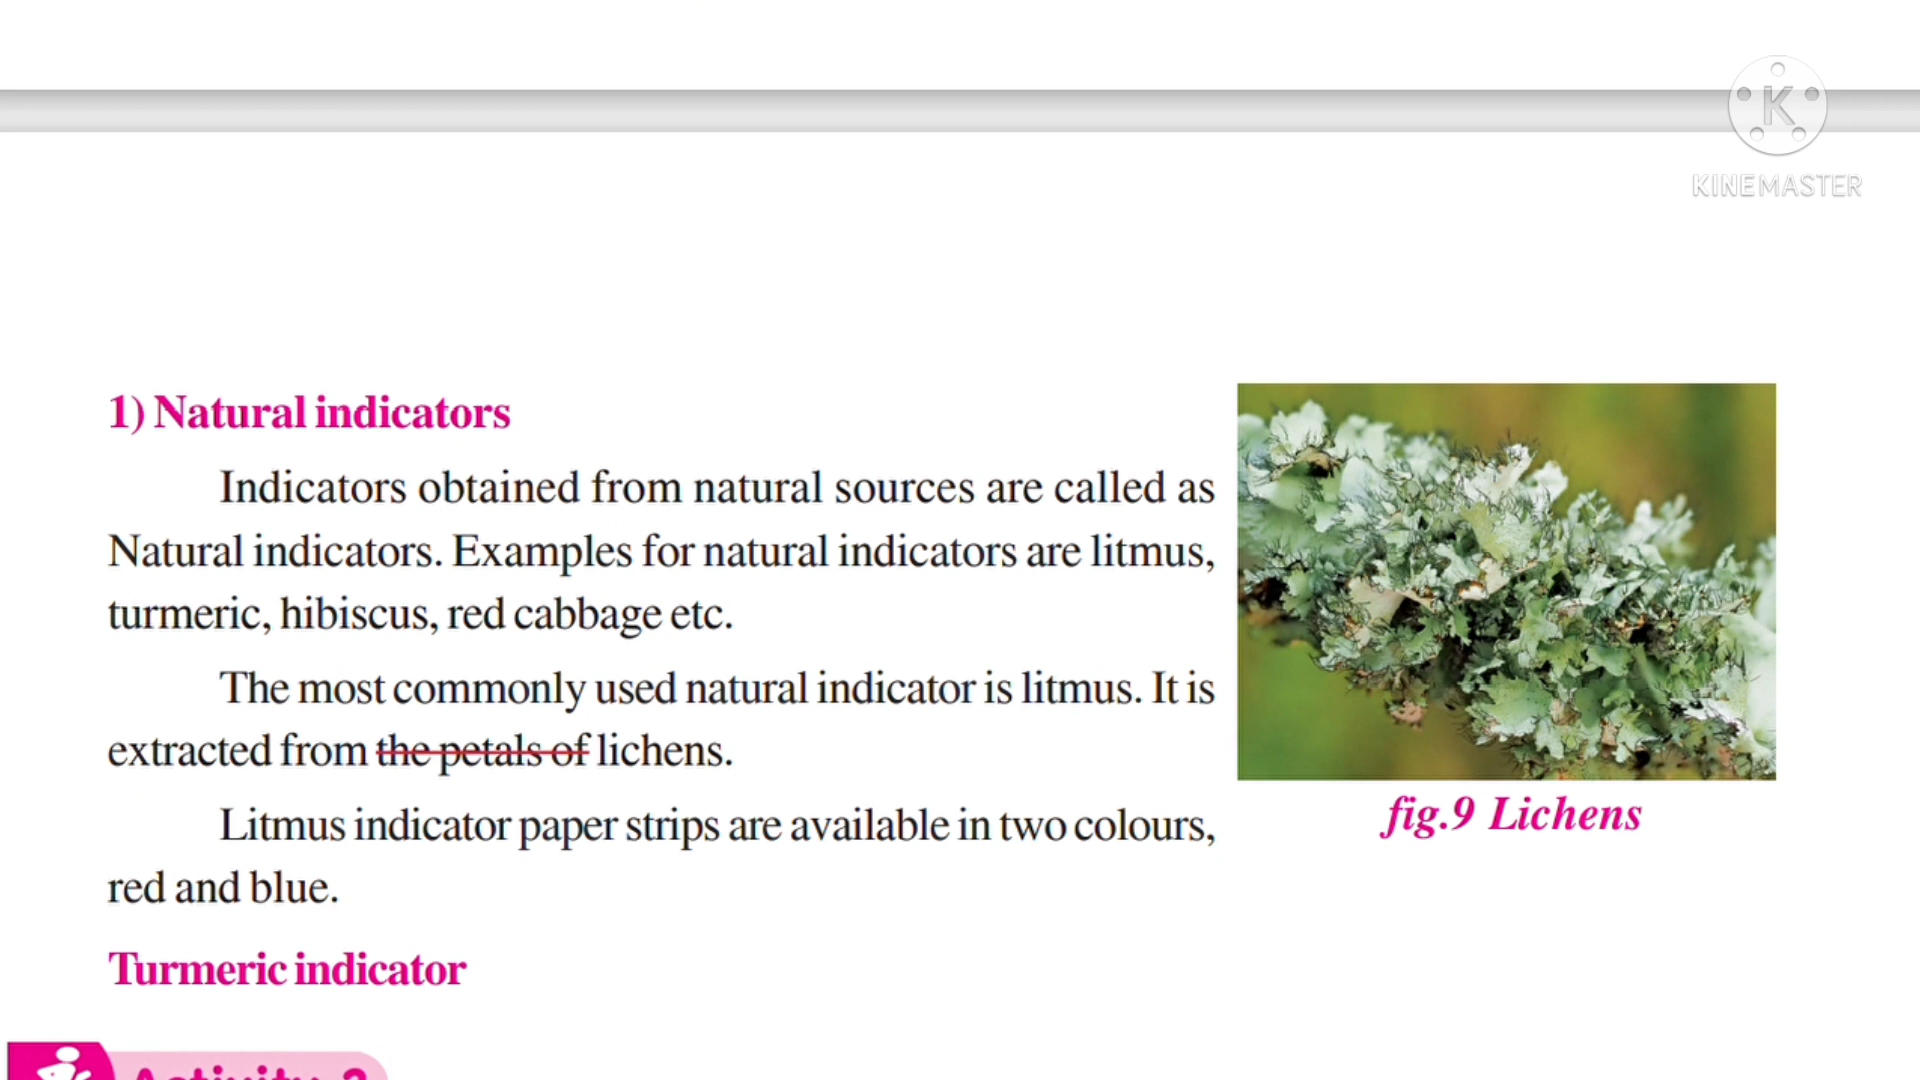 K
KINEMASTER
1) Natural indicators
Indicators obtained from natural sources are called as
Natural indicators. Examples for natural indicators are litmus,
turmeric, hibiscus, red cabbage etc.
The most commonly used natural indicator is litmus. It is
extracted from the petals of lichens.
Litmus indicator paper strips are available in two colours,
red and blue.
fig.9 Lichens
Turmeric indicator
Activity